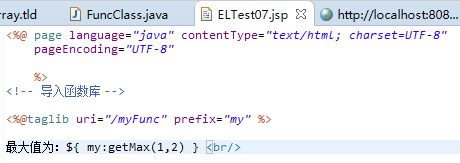 rray.tld FuncClass.java ELTest07.jsp http://localhost:808...
<%@ page language="java" contentType="text/html; charset=UTF-8"
pageEncoding="UTF-8"
%>
<!-- 导入函数库 -->
<%@taglib uri="/myFunc" prefix="my" %>
最大值为：${ my:getMax(1,2) } <br/>